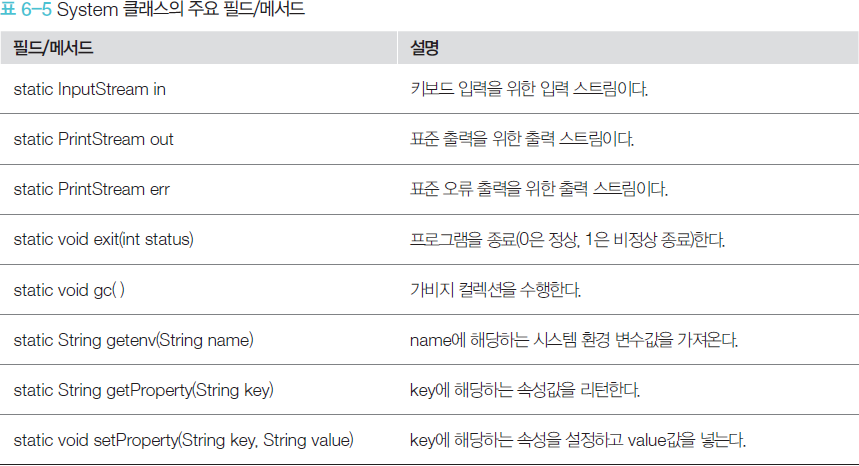 표 6-5 System 클래스의 주요 필드/메서드
필드/메서드 설명
static InputStream in 키보드 입력을 위한 입력 스트림이다.
static PrintStream out 표준 출력을 위한 출력 스트림이다.
static PrintStream err 표준 오류 출력을 위한 출력 스트림이다.
static void exit(int status) 프로그램을 종료(0은 정상, 1은 비정상 종료)한다.
static void gc( ) 가비지 컬렉션을 수행한다.
static String getenv(String name) name에 해당하는 시스템 환경 변수값을 가져온다.
static String getProperty(String key) key에 해당하는 속성값을 리턴한다.
static void setProperty(String key, String value) key에 해당하는 속성을 설정하고 value값을 넣는다.